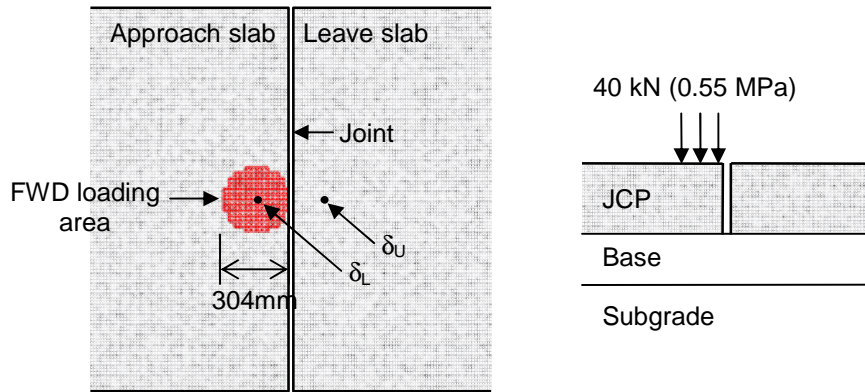 Approach slab
Leave slab
Joint
FWD loading
area
δU
δL
304mm
40 kN (0.55 MPa)
JCP
Base
Subgrade